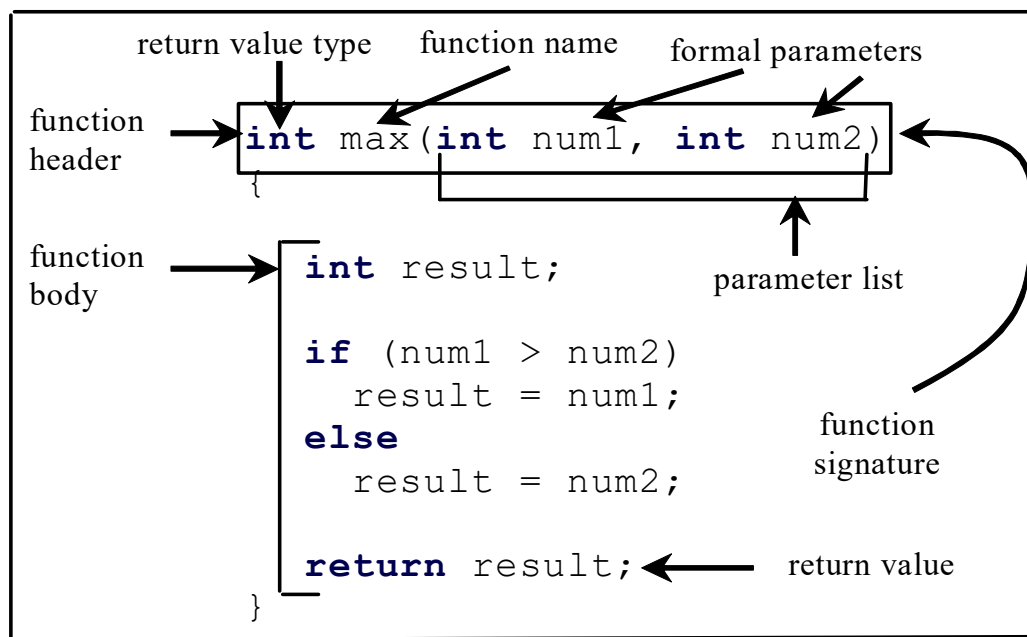 return value type function name formal parameters
function
header
int max(int num1, int num2)
{
function
body
int result;
parameter list
if (num1 > num2)
result = num1;
else
result = num2;
function
signature
return result;
return value
}